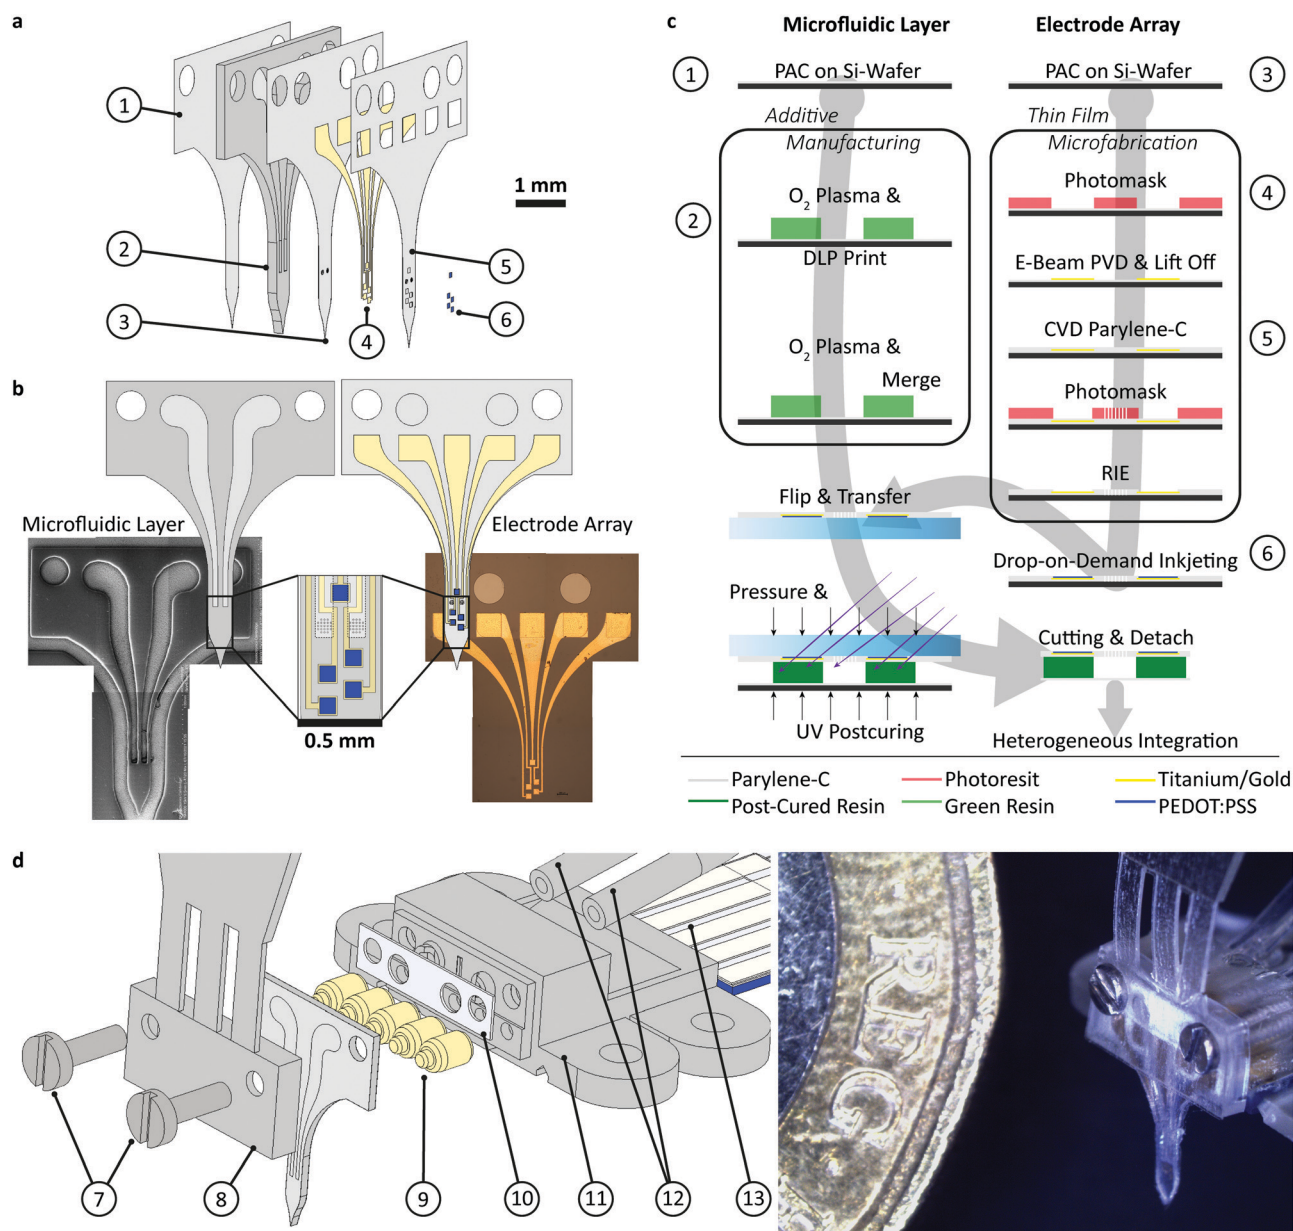 a
1
2
3
4
5
6
1 mm
b
Microfluidic Layer
Electrode Array
0.5 mm
c
Microfluidic Layer
Electrode Array
1
PAC on Si-Wafer
PAC on Si-Wafer
3
Additive
Manufacturing
Thin Film
Microfabrication
2
O2 Plasma &
DLP Print
O2 Plasma &
Merge
Photomask
4
E-Beam PVD & Lift Off
CVD Parylene-C
5
Photomask
RIE
Flip & Transfer
Drop-on-Demand Inkjeting
6
Pressure &
UV Postcuring
Cutting & Detach
Heterogeneous Integration
Parylene-C
Photoresit
Titanium/Gold
Post-Cured Resin
Green Resin
PEDOT:PSS
d
7
8
9
10
11
12
13